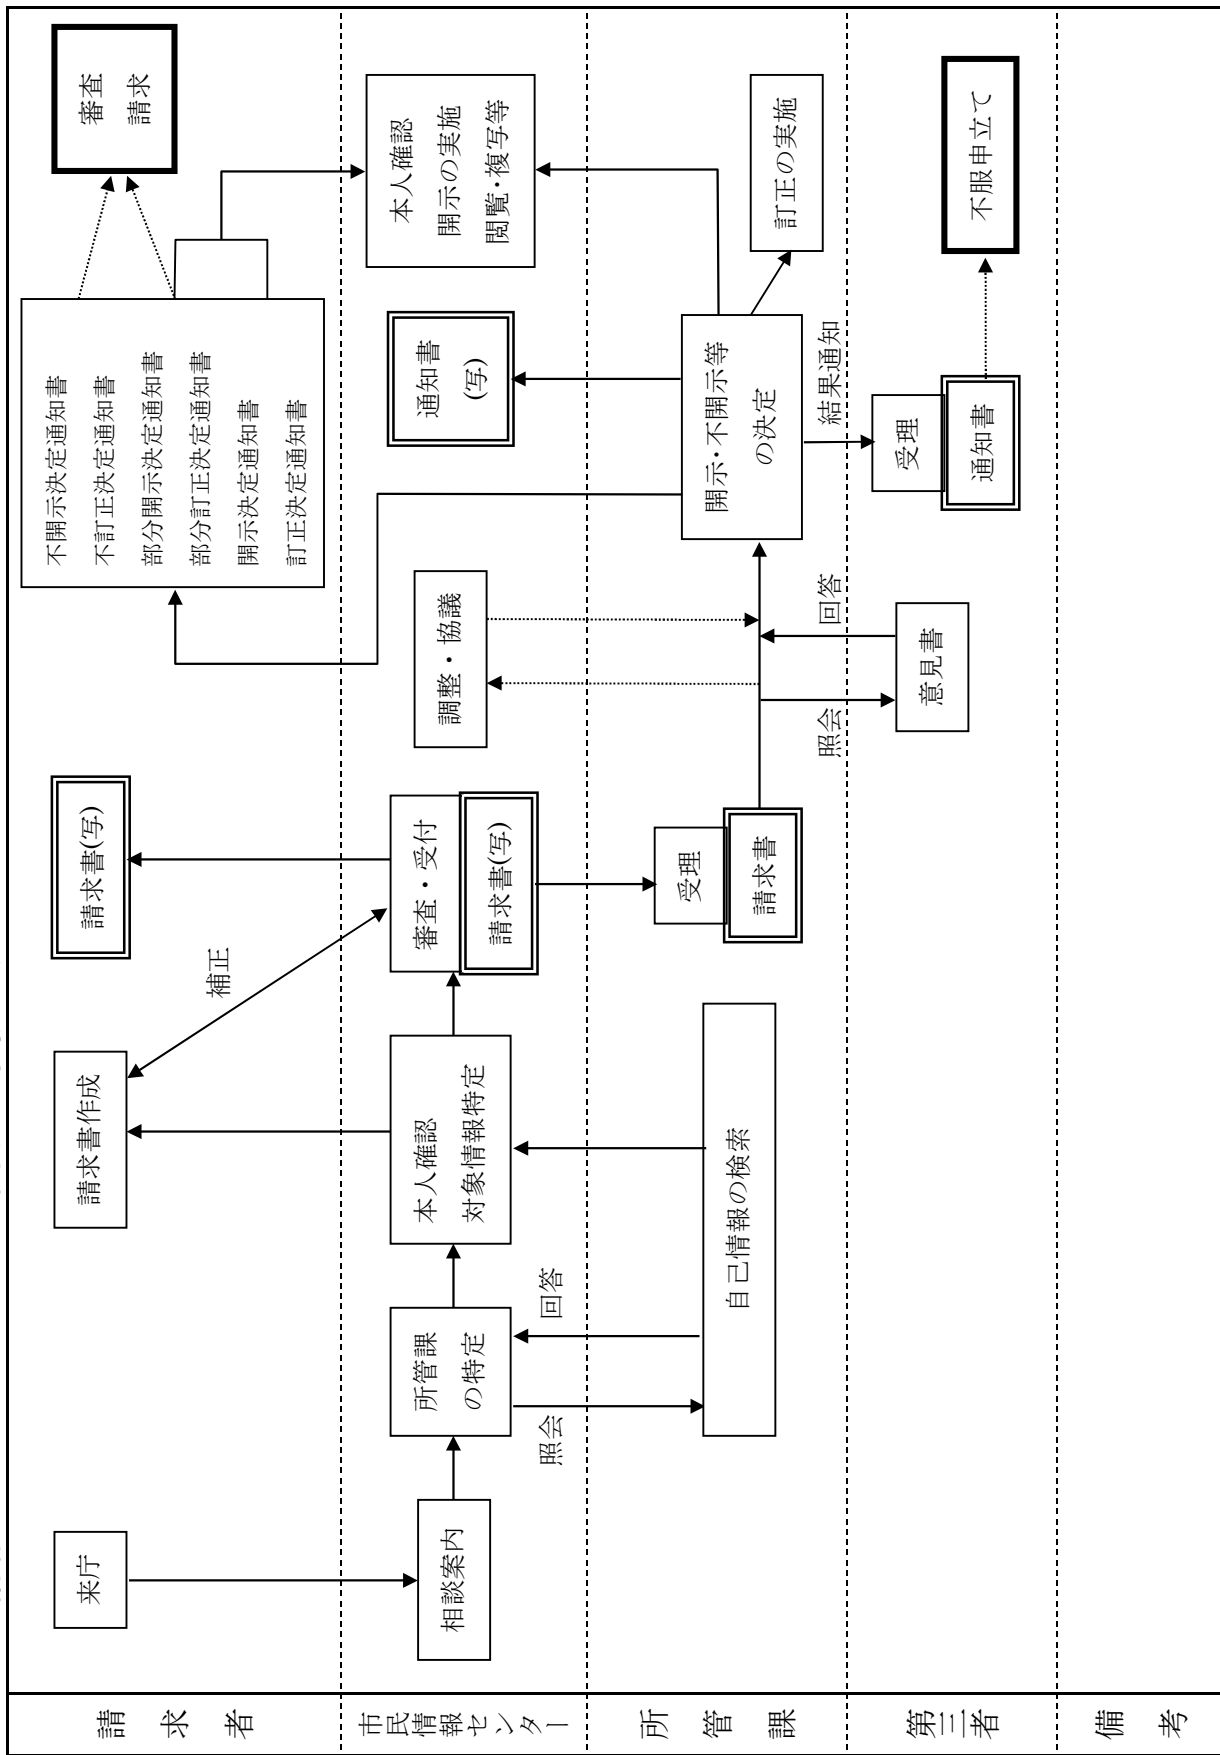 請求者
来庁
請求書作成
補正
請求書(写)
不開示決定通知書
不訂正決定通知書
部分開示決定通知書
部分訂正決定通知書
開示決定通知書
訂正決定通知書
審査
請求
市民情報センター
相談案内
所管課
の特定
照会
回答
本人確認
対象情報特定
審査・受付
請求書(写)
調整・協議
通知書
(写)
本人確認
開示の実施
閲覧・複写等
所管課
自己情報の検索
受理
請求書
照会
回答
開示・不開示等
の決定
結果通知
訂正の実施
第三者
意見書
受理
通知書
不服申立て
備考